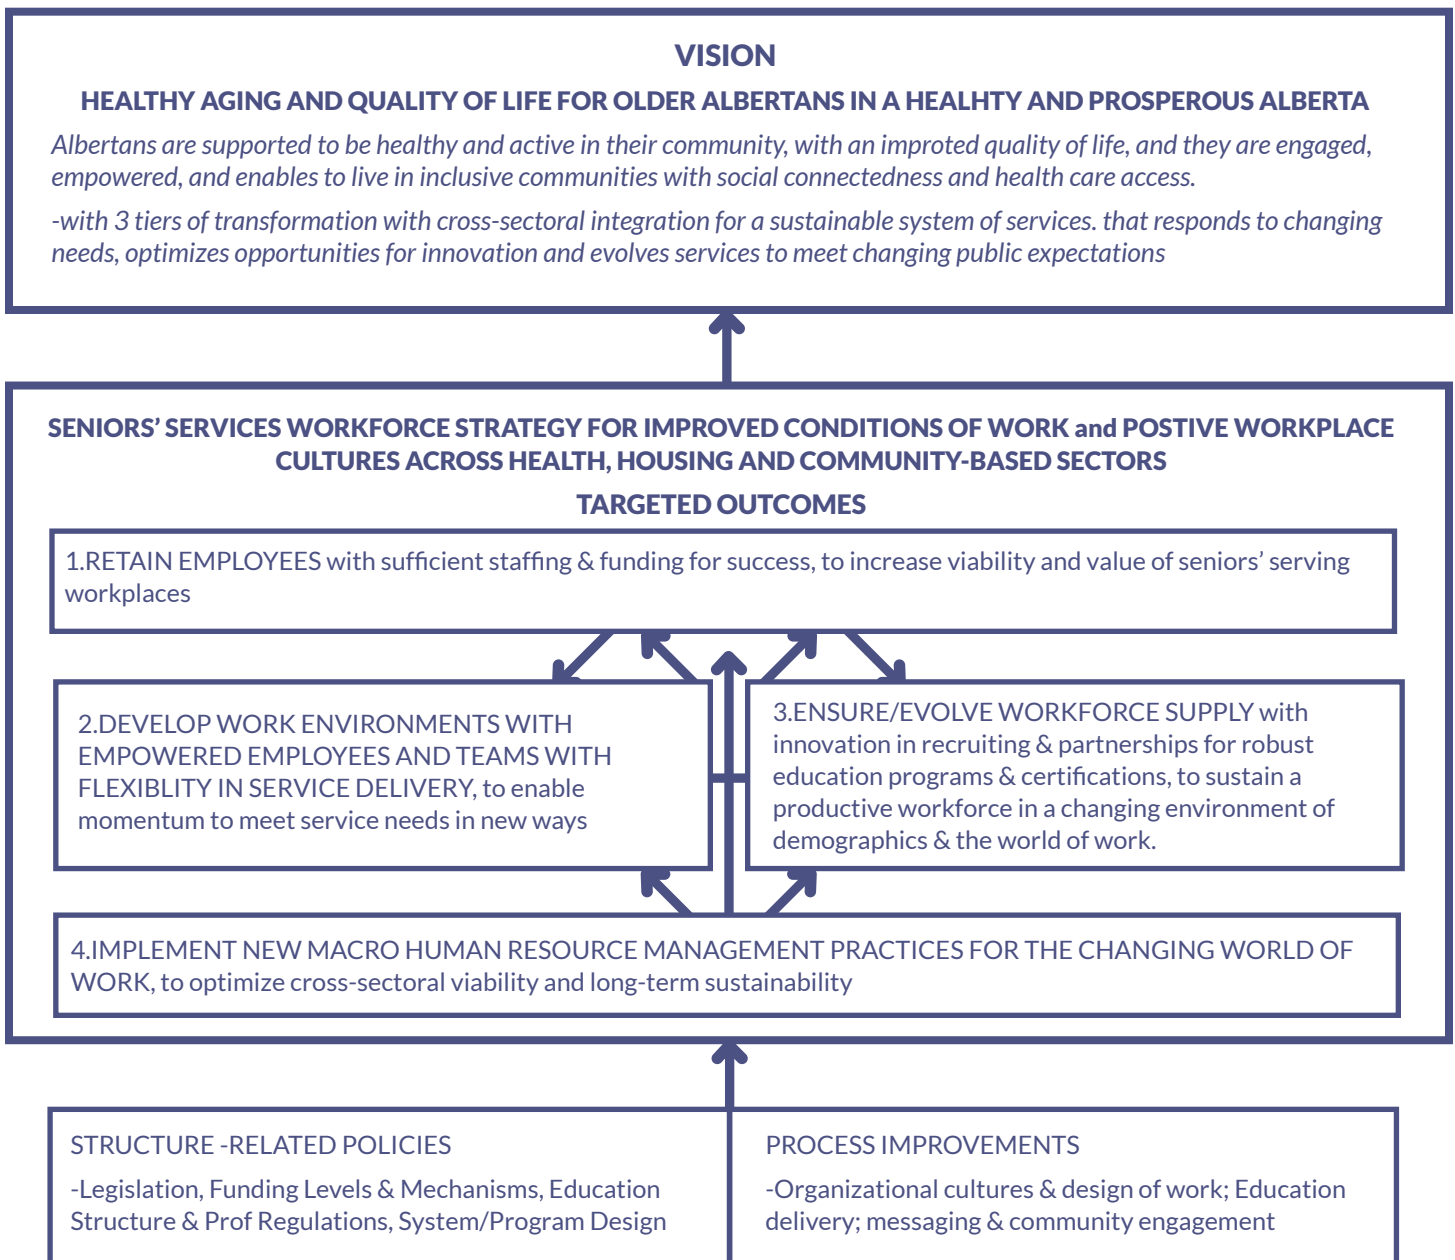 VISION
HEALTHY AGING AND QUALITY OF LIFE FOR OLDER ALBERTANS IN A HEALHTY AND PROSPEROUS ALBERTA
Albertans are supported to be healthy and active in their community, with an improted quality of life, and they are engaged,
empowered, and enables to live in inclusive communities with social connectedness and health care access.
-with 3 tiers of transformation with cross-sectoral integration for a sustainable system of services. that responds to changing
needs, optimizes opportunities for innovation and evolves services to meet changing public expectations
SENIORS’ SERVICES WORKFORCE STRATEGY FOR IMPROVED CONDITIONS OF WORK and POSTIVE WORKPLACE
CULTURES ACROSS HEALTH, HOUSING AND COMMUNITY-BASED SECTORS
TARGETED OUTCOMES
1.RETAIN EMPLOYEES with sufficient staffing & funding for success, to increase viability and value of seniors’ serving
workplaces
2.DEVELOP WORK ENVIRONMENTS WITH
EMPOWERED EMPLOYEES AND TEAMS WITH
FLEXIBLITY IN SERVICE DELIVERY, to enable
momentum to meet service needs in new ways
3.ENSURE/EVOLVE WORKFORCE SUPPLY with
innovation in recruiting & partnerships for robust
education programs & certifications, to sustain a
productive workforce in a changing environment of
demographics & the world of work.
4.IMPLEMENT NEW MACRO HUMAN RESOURCE MANAGEMENT PRACTICES FOR THE CHANGING WORLD OF
WORK, to optimize cross-sectoral viability and long-term sustainability
STRUCTURE -RELATED POLICIES
-Legislation, Funding Levels & Mechanisms, Education
Structure & Prof Regulations, System/Program Design
PROCESS IMPROVEMENTS
-Organizational cultures & design of work; Education
delivery; messaging & community engagement